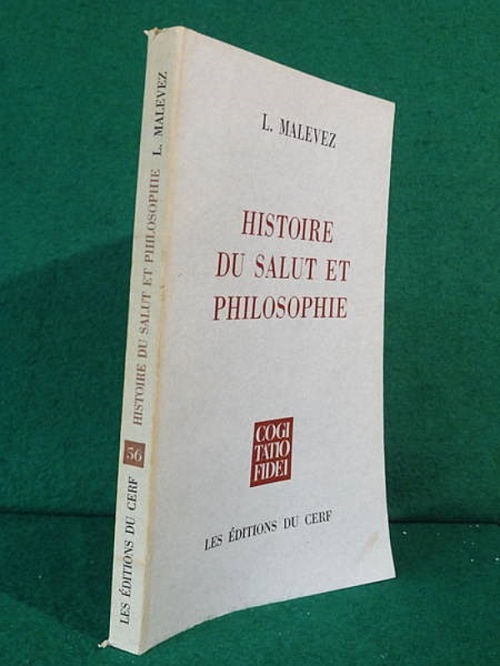 L. MALEVEZ
HISTOIRE
DU SALUT ET
PHILOSOPHIE
COGI
TATIO
FIDEI
LES ÉDITIONS DU CERF
LES ÉDITIONS DU CERF 56 HISTOIRE DU SALUT ET PHILOSOPHIE L. MALEVEZ